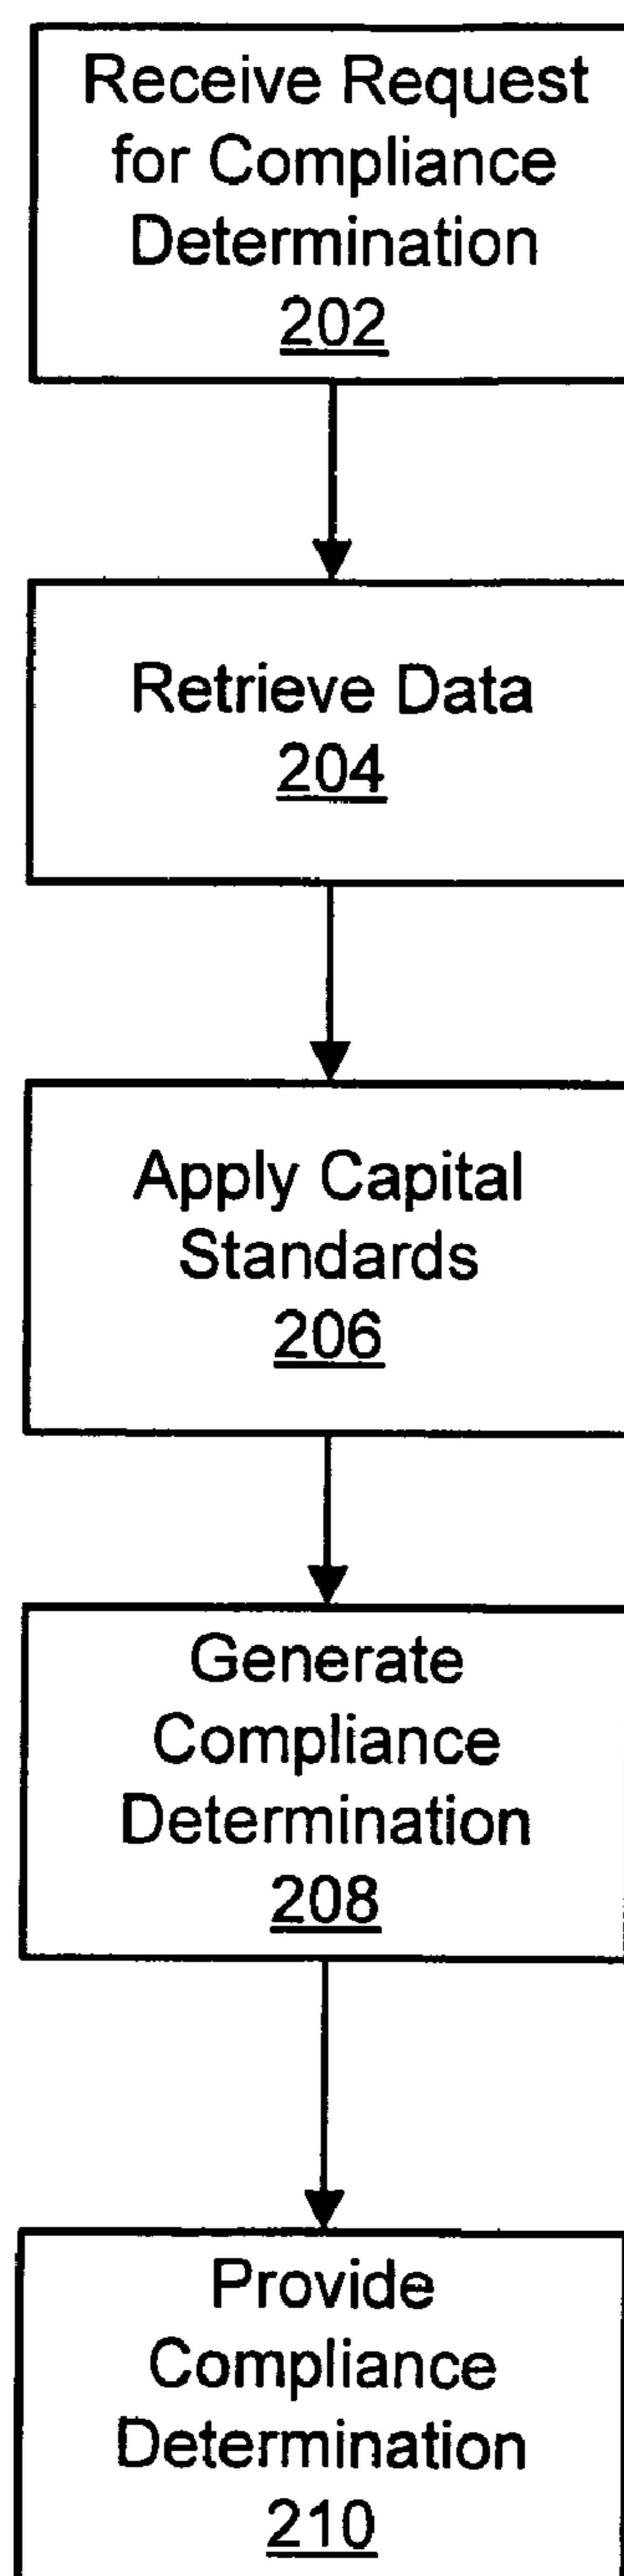 Receive Request
for Compliance
Determination
202
Retrieve Data
204
Apply Capital
Standards
206
Generate
Compliance
Determination
208
Provide
Compliance
Determination
210